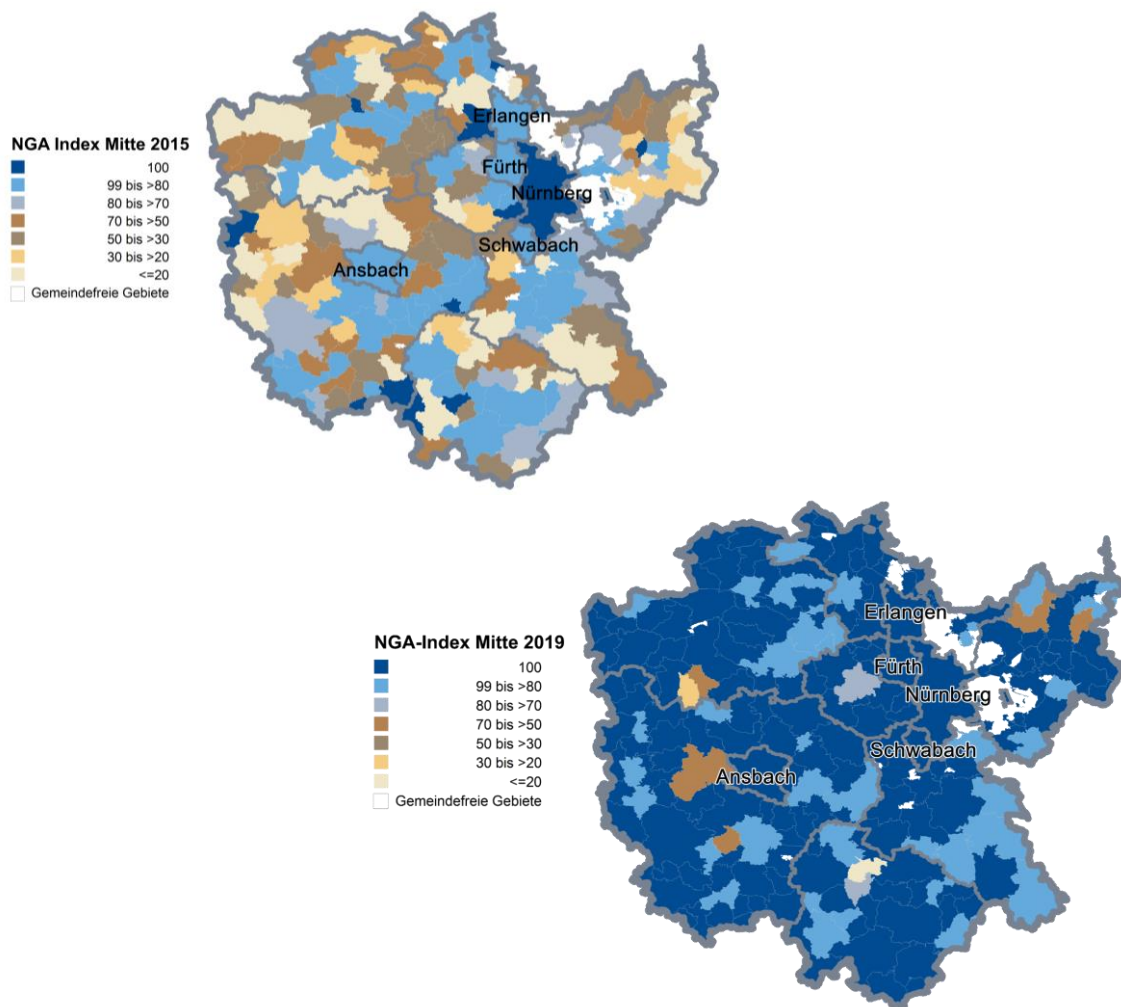 Erlangen
NGA Index Mitte 2015
100
99 bis >80
80 bis >70
70 bis >50
50 bis >30
30 bis >20
<=20
Gemeindefreie Gebiete
Fürth
Nürnberg
Schwabach
Ansbach
NGA-Index Mitte 2019
100
99 bis >80
80 bis >70
70 bis >50
50 bis >30
30 bis >20
<=20
Gemeindefreie Gebiete
Erlangen
Fürth
Nürnberg
Schwabach
Ansbach